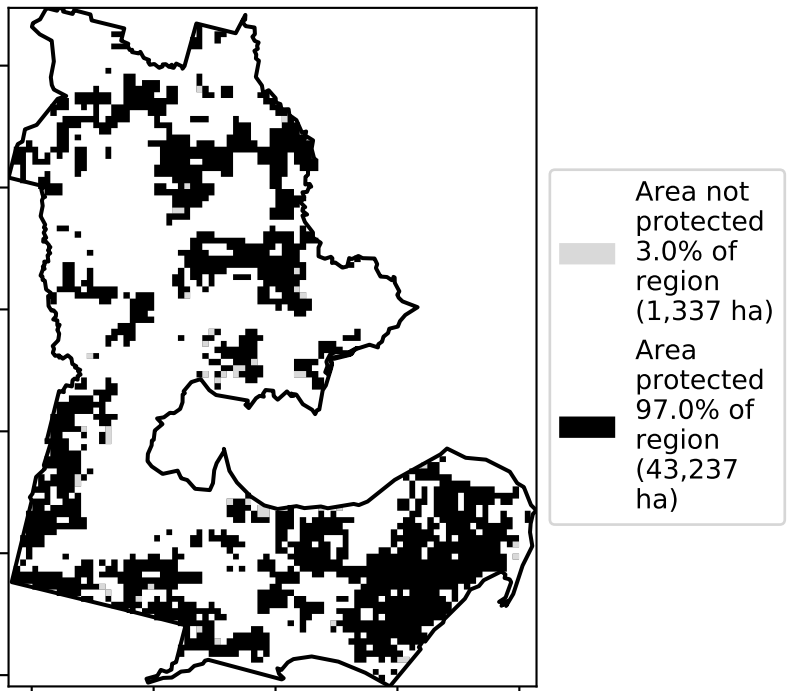 Area not
protected
3.0% of
region
(1,337 ha)
Area
protected
97.0% of
region
(43,237
ha)